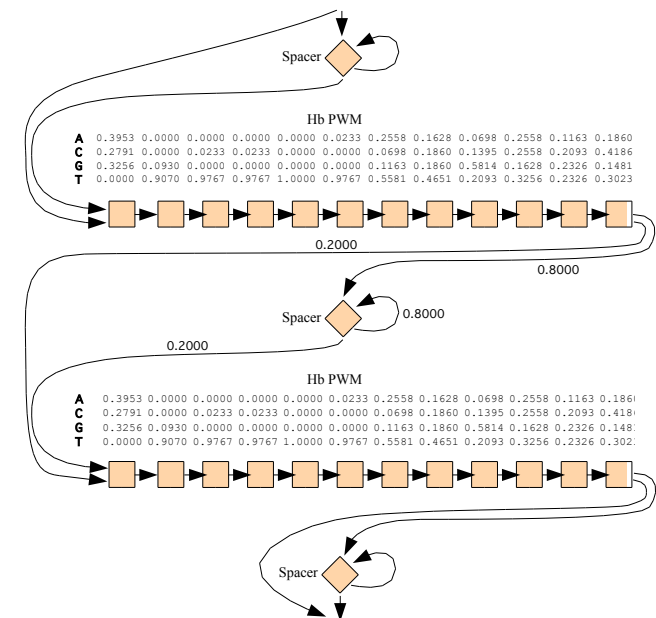 Spacer
Hb PWM
A 0.3953 0.0000 0.0000 0.0000 0.0000 0.0233 0.2558 0.1628 0.0698 0.2558 0.1163 0.1860
C 0.2791 0.0000 0.0233 0.0233 0.0000 0.0000 0.0698 0.1860 0.1395 0.2558 0.2093 0.4186
G 0.3256 0.0930 0.0000 0.0000 0.0000 0.0000 0.1163 0.1860 0.5814 0.1628 0.2326 0.1481
T 0.0000 0.9070 0.9767 0.9767 1.0000 0.9767 0.5581 0.4651 0.2093 0.3256 0.2326 0.3023
0.2000
0.8000
Spacer 0.8000
0.2000
Hb PWM
A 0.3953 0.0000 0.0000 0.0000 0.0000 0.0233 0.2558 0.1628 0.0698 0.2558 0.1163 0.186
C 0.2791 0.0000 0.0233 0.0233 0.0000 0.0000 0.0698 0.1860 0.1395 0.2558 0.2093 0.418
G 0.3256 0.0930 0.0000 0.0000 0.0000 0.0000 0.1163 0.1860 0.5814 0.1628 0.2326 0.148
T 0.0000 0.9070 0.9767 0.9767 1.0000 0.9767 0.5581 0.4651 0.2093 0.3256 0.2326 0.302
Spacer